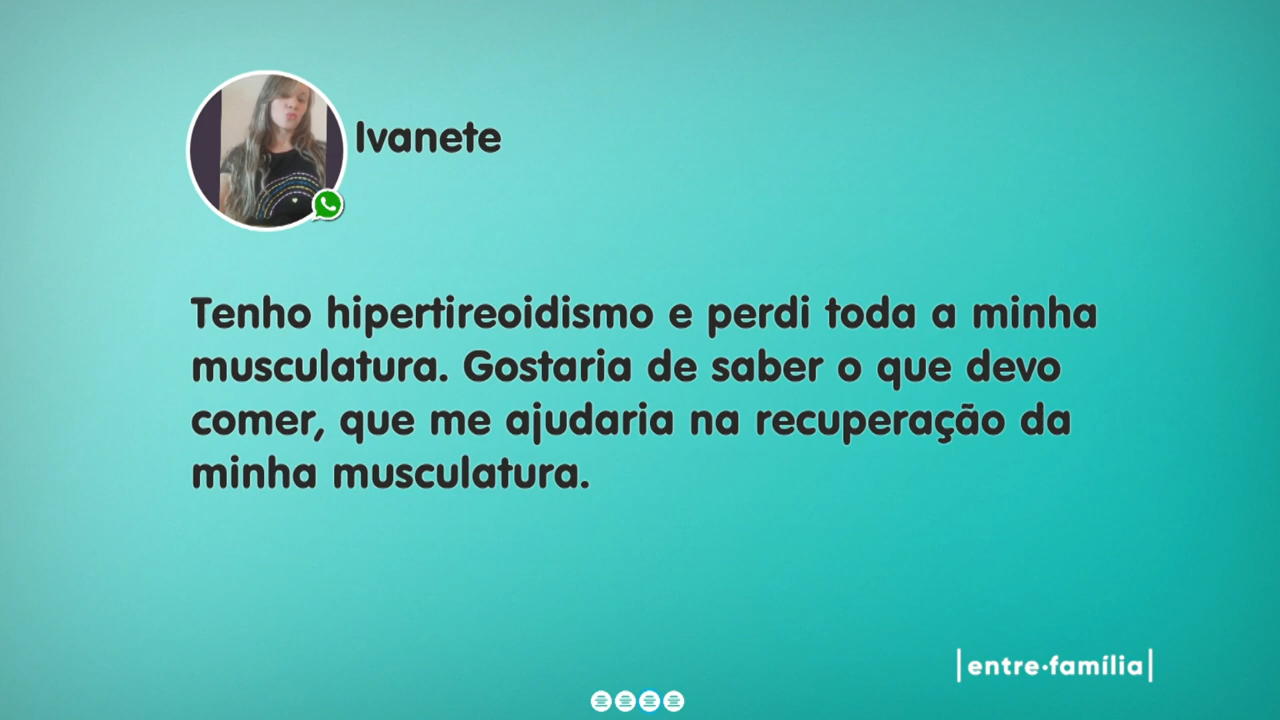 Ivanete
Tenho hipertireoidismo e perdi toda a minha
musculatura. Gostaria de saber o que devo
comer, que me ajudaria na recuperação da
minha musculatura.
|entre·família|